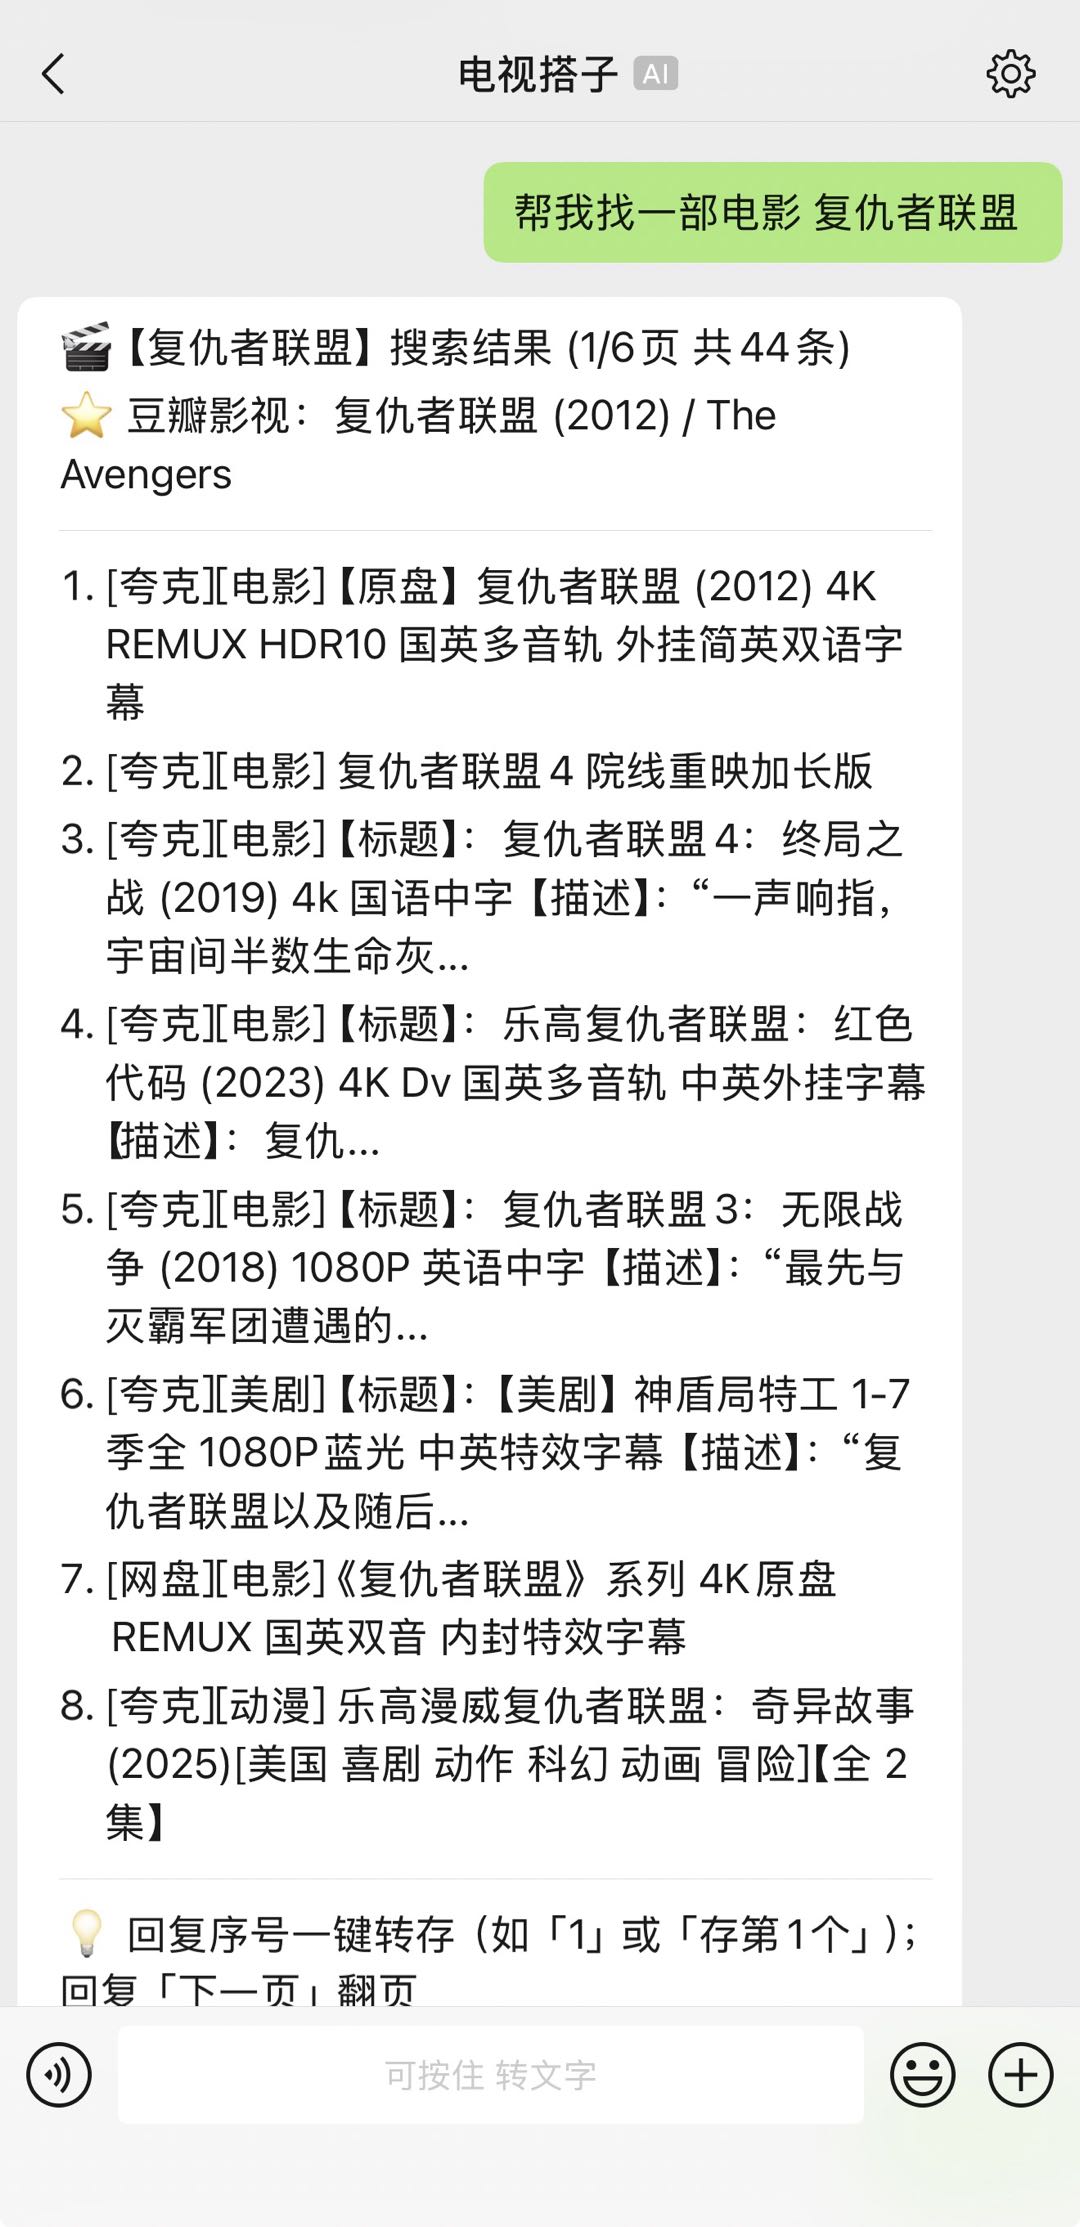 电视搭子 AI
帮我找一部电影 复仇者联盟
🎬【复仇者联盟】搜索结果 (1/6页 共44条)
⭐ 豆瓣影视：复仇者联盟 (2012) / The
Avengers
1. [夸克][电影]【原盘】复仇者联盟 (2012) 4K
REMUX HDR10 国英多音轨 外挂简英双语字
幕
2. [夸克][电影] 复仇者联盟4 院线重映加长版
3. [夸克][电影]【标题】：复仇者联盟4：终局之
战 (2019) 4k 国语中字【描述】：“一声响指，
宇宙间半数生命灰...
4. [夸克][电影]【标题】：乐高复仇者联盟：红色
代码 (2023) 4K Dv 国英多音轨 中英外挂字幕
【描述】：复仇...
5. [夸克][电影]【标题】：复仇者联盟3：无限战
争 (2018) 1080P 英语中字【描述】：“最先与
灭霸军团遭遇的...
6. [夸克][美剧]【标题】：【美剧】神盾局特工 1-7
季全 1080P蓝光 中英特效字幕【描述】：“复
仇者联盟以及随后...
7. [网盘][电影]《复仇者联盟》系列 4K原盘
REMUX 国英双音 内封特效字幕
8. [夸克][动漫] 乐高漫威复仇者联盟：奇异故事
(2025)[美国 喜剧 动作 科幻 动画 冒险]【全 2
集】
💡 回复序号一键转存（如「1」或「存第1个」）；
回复「下一页」翻页
可按住 转文字